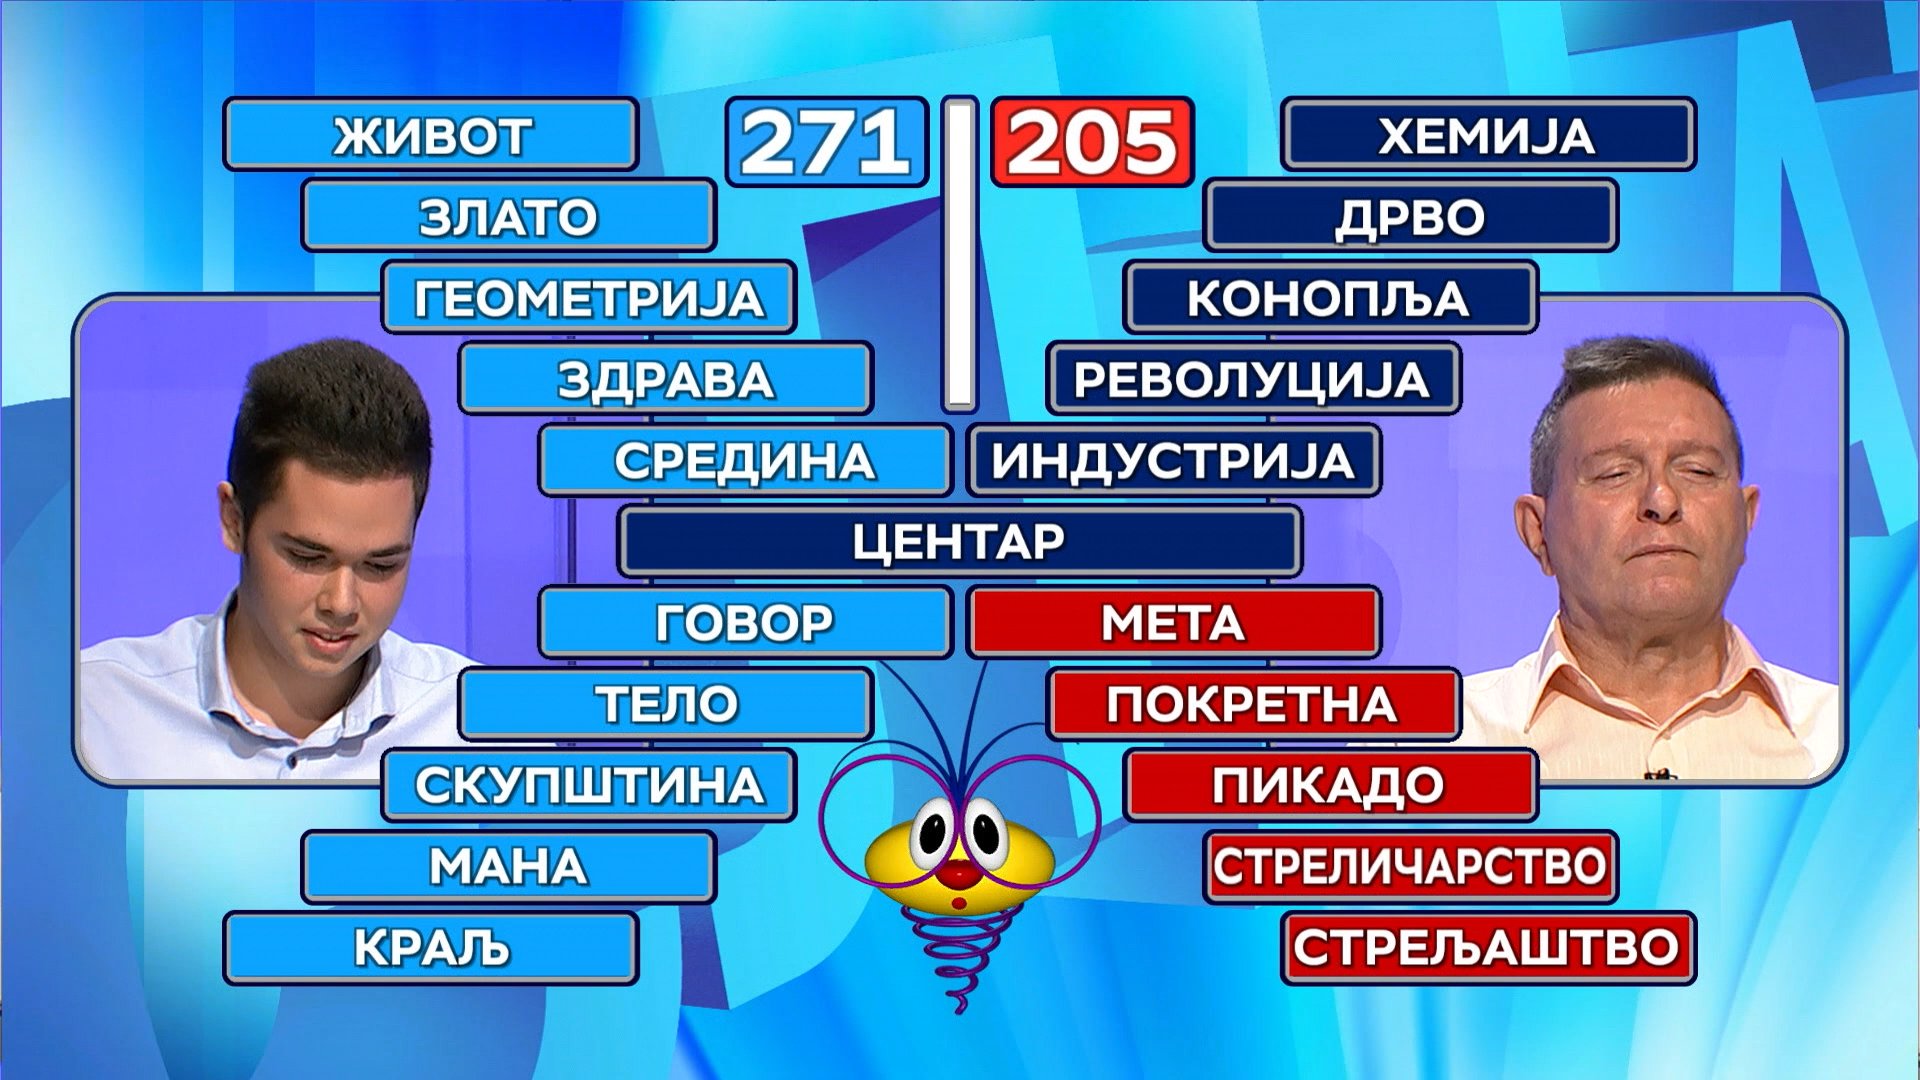 ЖИВОТ 271 205 ХЕМИЈА
ЗЛАТО ДРВО
ГЕОМЕТРИЈА КОНОПЉА
ЗДРАВА РЕВОЛУЦИЈА
СРЕДИНА ИНДУСТРИЈА
ЦЕНТАР
ГОВОР МЕТА
ТЕЛО ПОКРЕТНА
СКУПШТИНА ПИКАДО
МАНА СТРЕЛИЧАРСТВО
КРАЉ СТРЕЉАШТВО